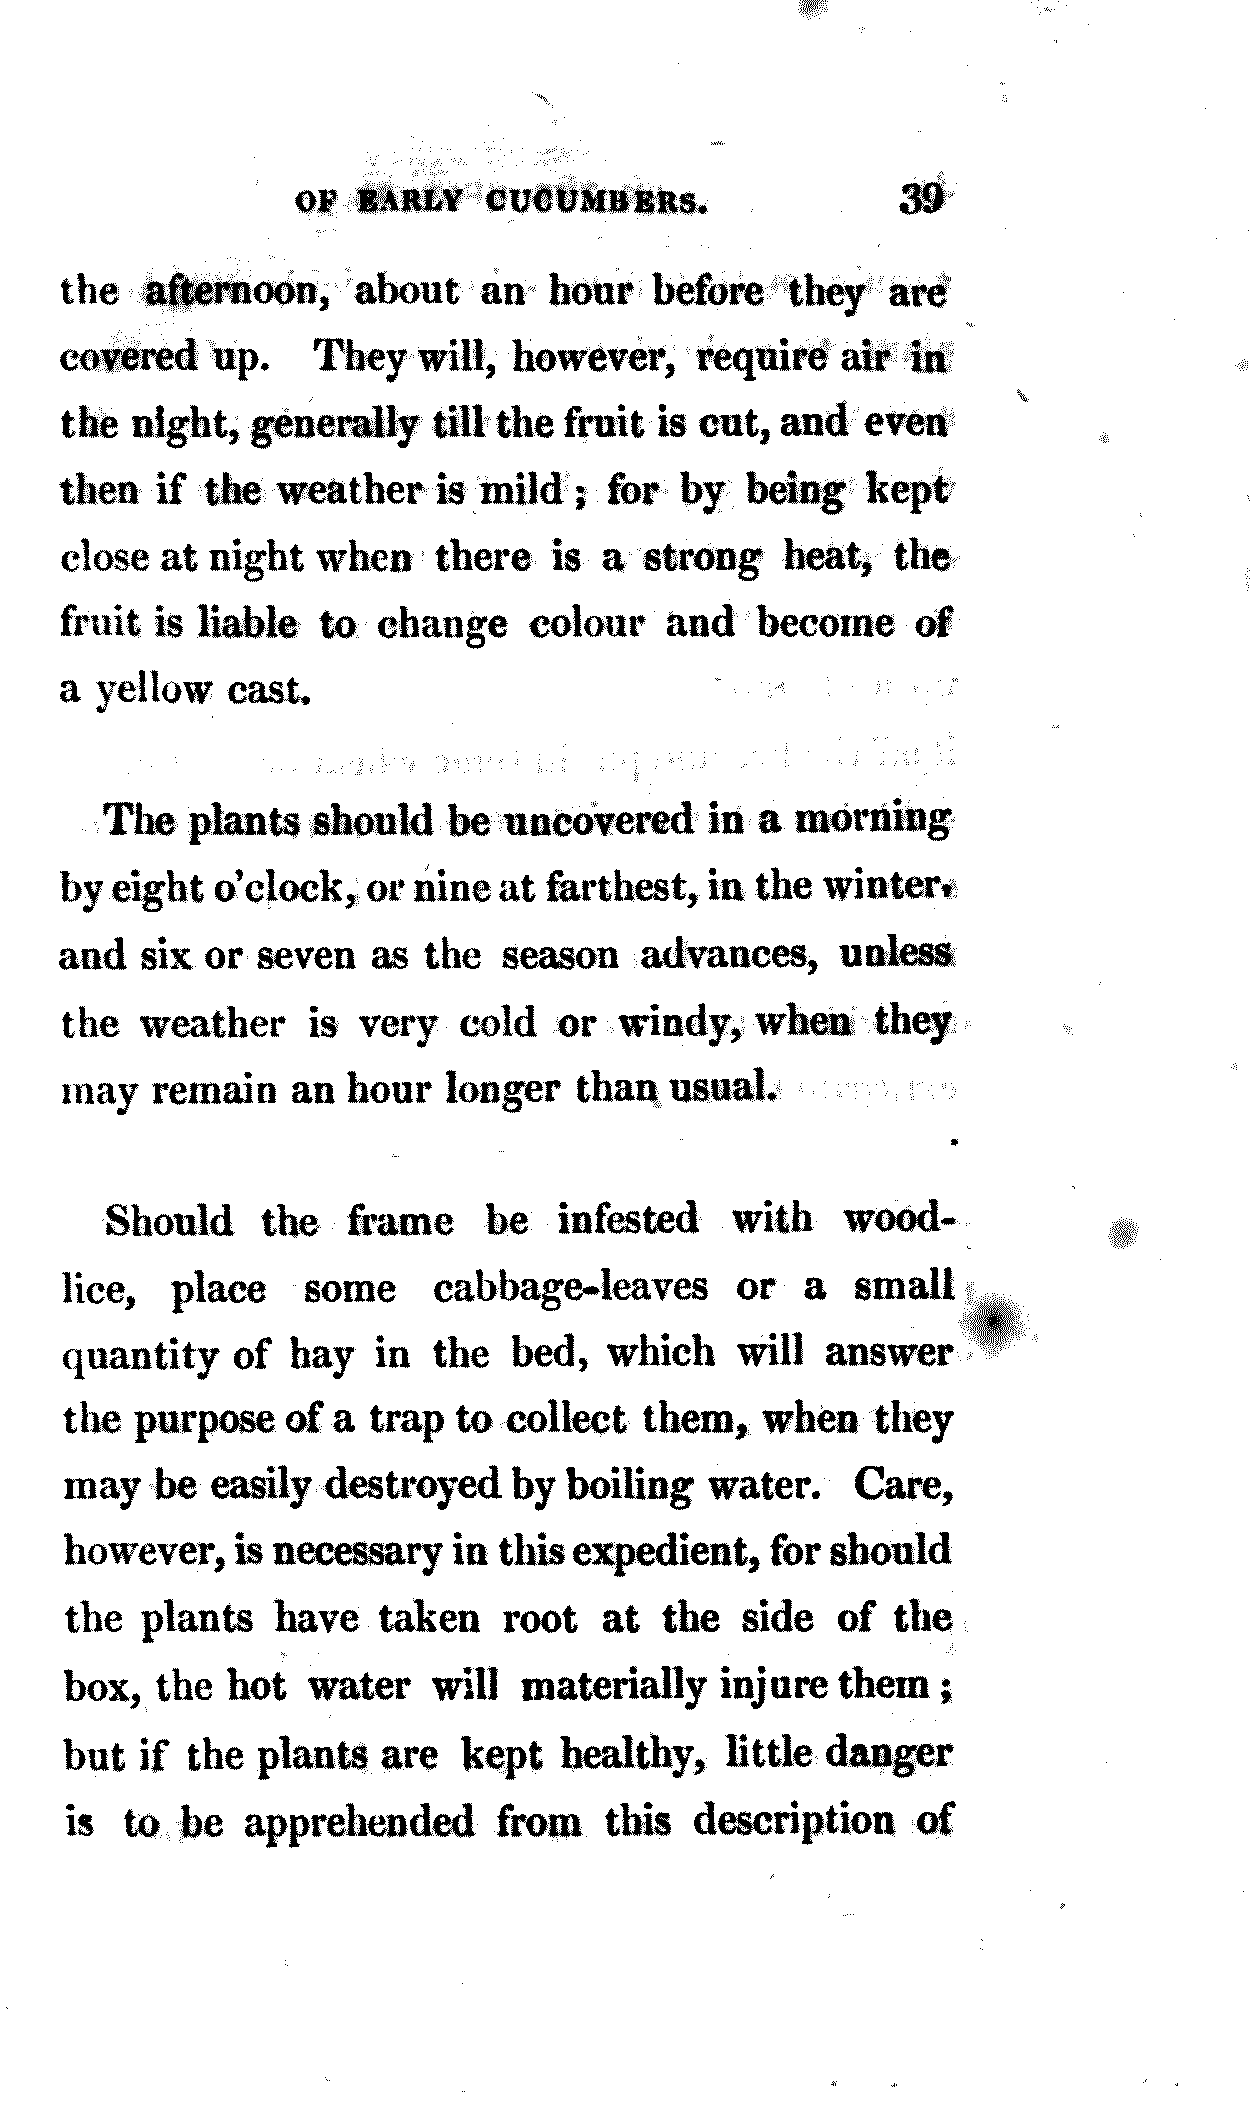 OF EARLY CUCUMBERS. 39
the afternoon, about an hour before they are
covered up. They will, however, require air in
the night, generally till the fruit is cut, and even
then if the weather is mild; for by being kept
close at night when there is a strong heat, the
fruit is liable to change colour and become of
a yellow cast.
The plants should be uncovered in a morning
by eight o'clock, or nine at farthest, in the winter,
and six or seven as the season advances, unless
the weather is very cold or windy, when they
may remain an hour longer than usual.
Should the frame be infested with wood-
lice, place some cabbage-leaves or a small
quantity of hay in the bed, which will answer
the purpose of a trap to collect them, when they
may be easily destroyed by boiling water. Care,
however, is necessary in this expedient, for should
the plants have taken root at the side of the
box, the hot water will materially injure them;
but if the plants are kept healthy, little danger
is to be apprehended from this description of